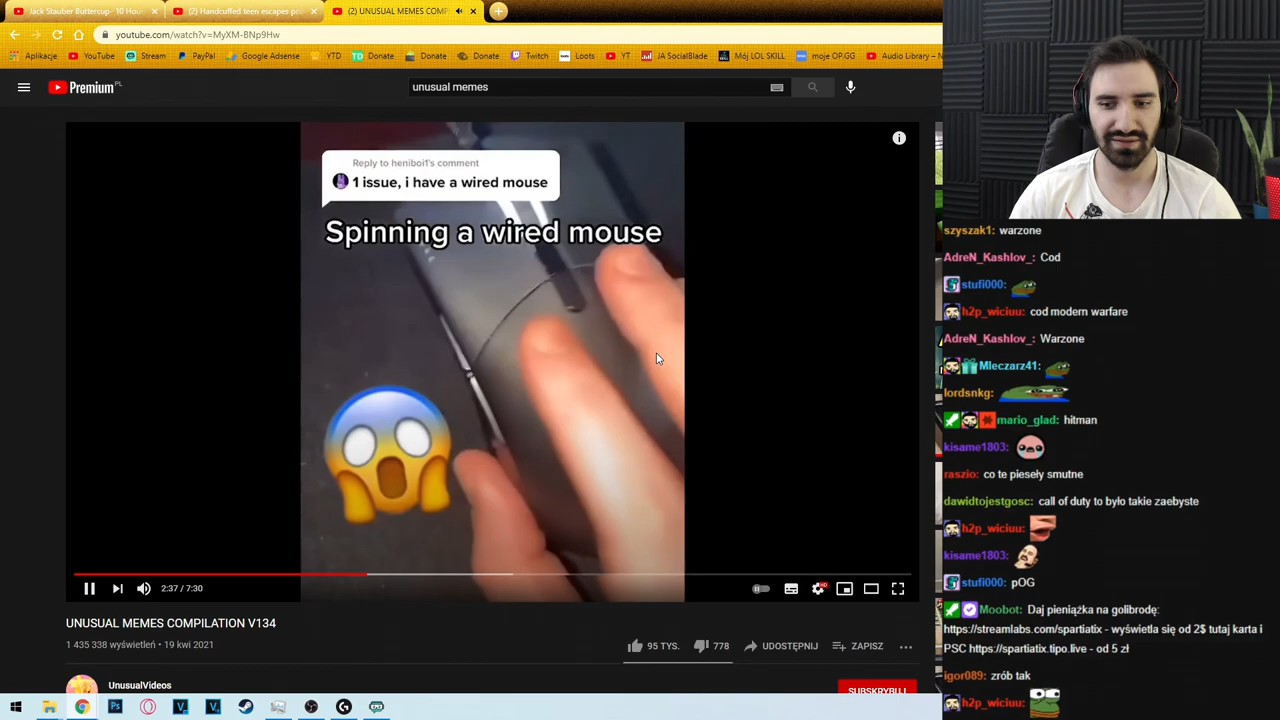 Jack Stauber Buttercup- 10 Hou
(2) Handcuffed teen escapes po
(2) UNUSUAL MEMES COMP
youtube.com/watch?v=MyXM-BNp9Hw
Aplikacje
YouTube
Stream
PayPal
Google Adsense
YTD
Donate
Donate
Donate
Twitch
Loots
YT
JA SocialBlade
Mój LOL SKILL
moje OP.GG
Audio Library –
Premium PL
unusual memes
Reply to heniboi1's comment
1 issue, i have a wired mouse
Spinning a wired mouse
2:37 / 7:30
HD
UNUSUAL MEMES COMPILATION V134
1 435 338 wyświetleń • 19 kwi 2021
95 TYS.
778
UDOSTĘPNIJ
ZAPISZ
UnusualVideos
SUBSKRYBUJ
szyszak1: warzone
AdreN_Kashlov_: Cod
stufi000:
h2p_wiciuu: cod modern warfare
AdreN_Kashlov_: Warzone
Mleczarz41:
lordsnkg:
mario_glad: hitman
kisame1803:
raszio: co te pieseły smutne
dawidtojestgosc: call of duty to było takie zaebyste
h2p_wiciuu:
kisame1803:
stufi000: pOG
Moobot: Daj pieniążka na golibrodę:
https://streamlabs.com/spartiatix - wyświetla się od 2$ tutaj karta i
PSC https://spartiatix.tipo.live - od 5 zł
igor089: zrób tak
h2p_wiciuu: